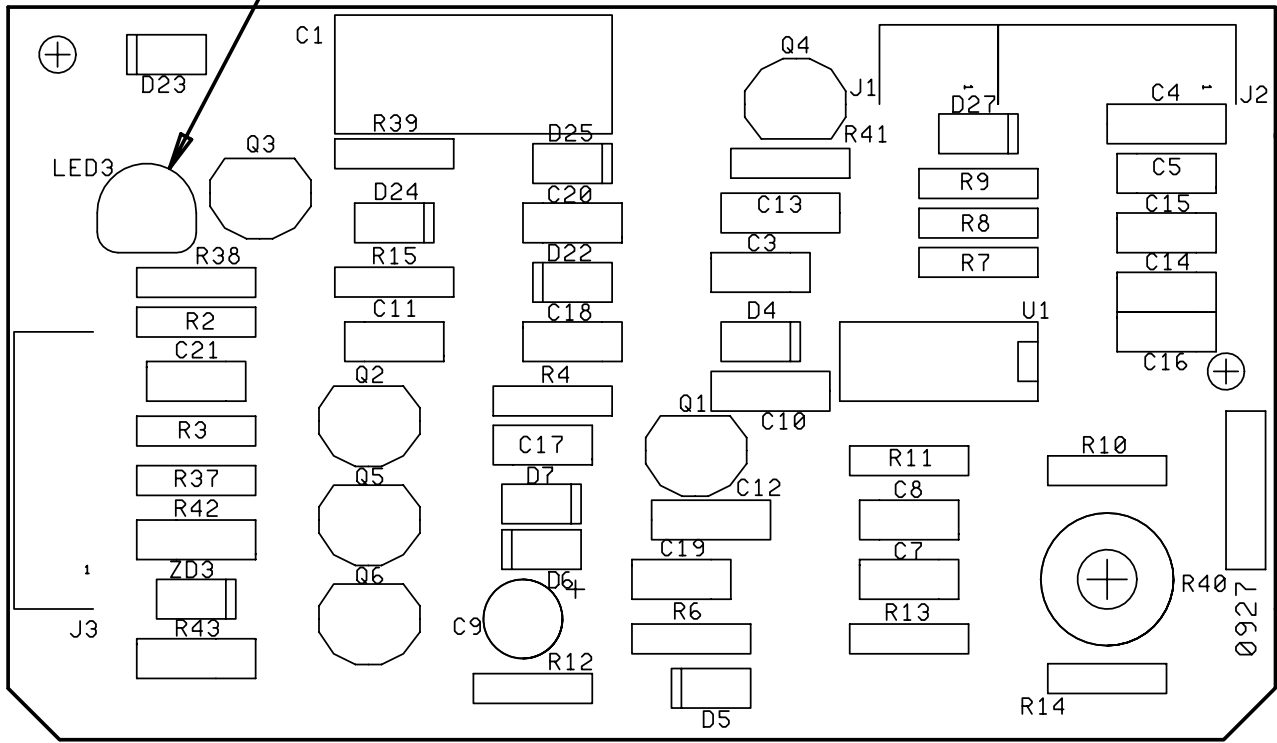 C1
Q4
D23
J1
1
1
C4
J2
D27
R39
D25
R41
Q3
LED3
C5
R9
D24
C20
C13
C15
R8
R38
R15
D22
C3
R7
C14
R2
C11
C18
D4
U1
C21
C16
Q2
R4
Q1
C10
R3
C17
R11
R10
R37
Q5
D7
C12
C8
R42
C19
C7
1
ZD3
Q6
D6
+
R40
0927
J3
R43
C9
R6
R13
R12
R14
D5